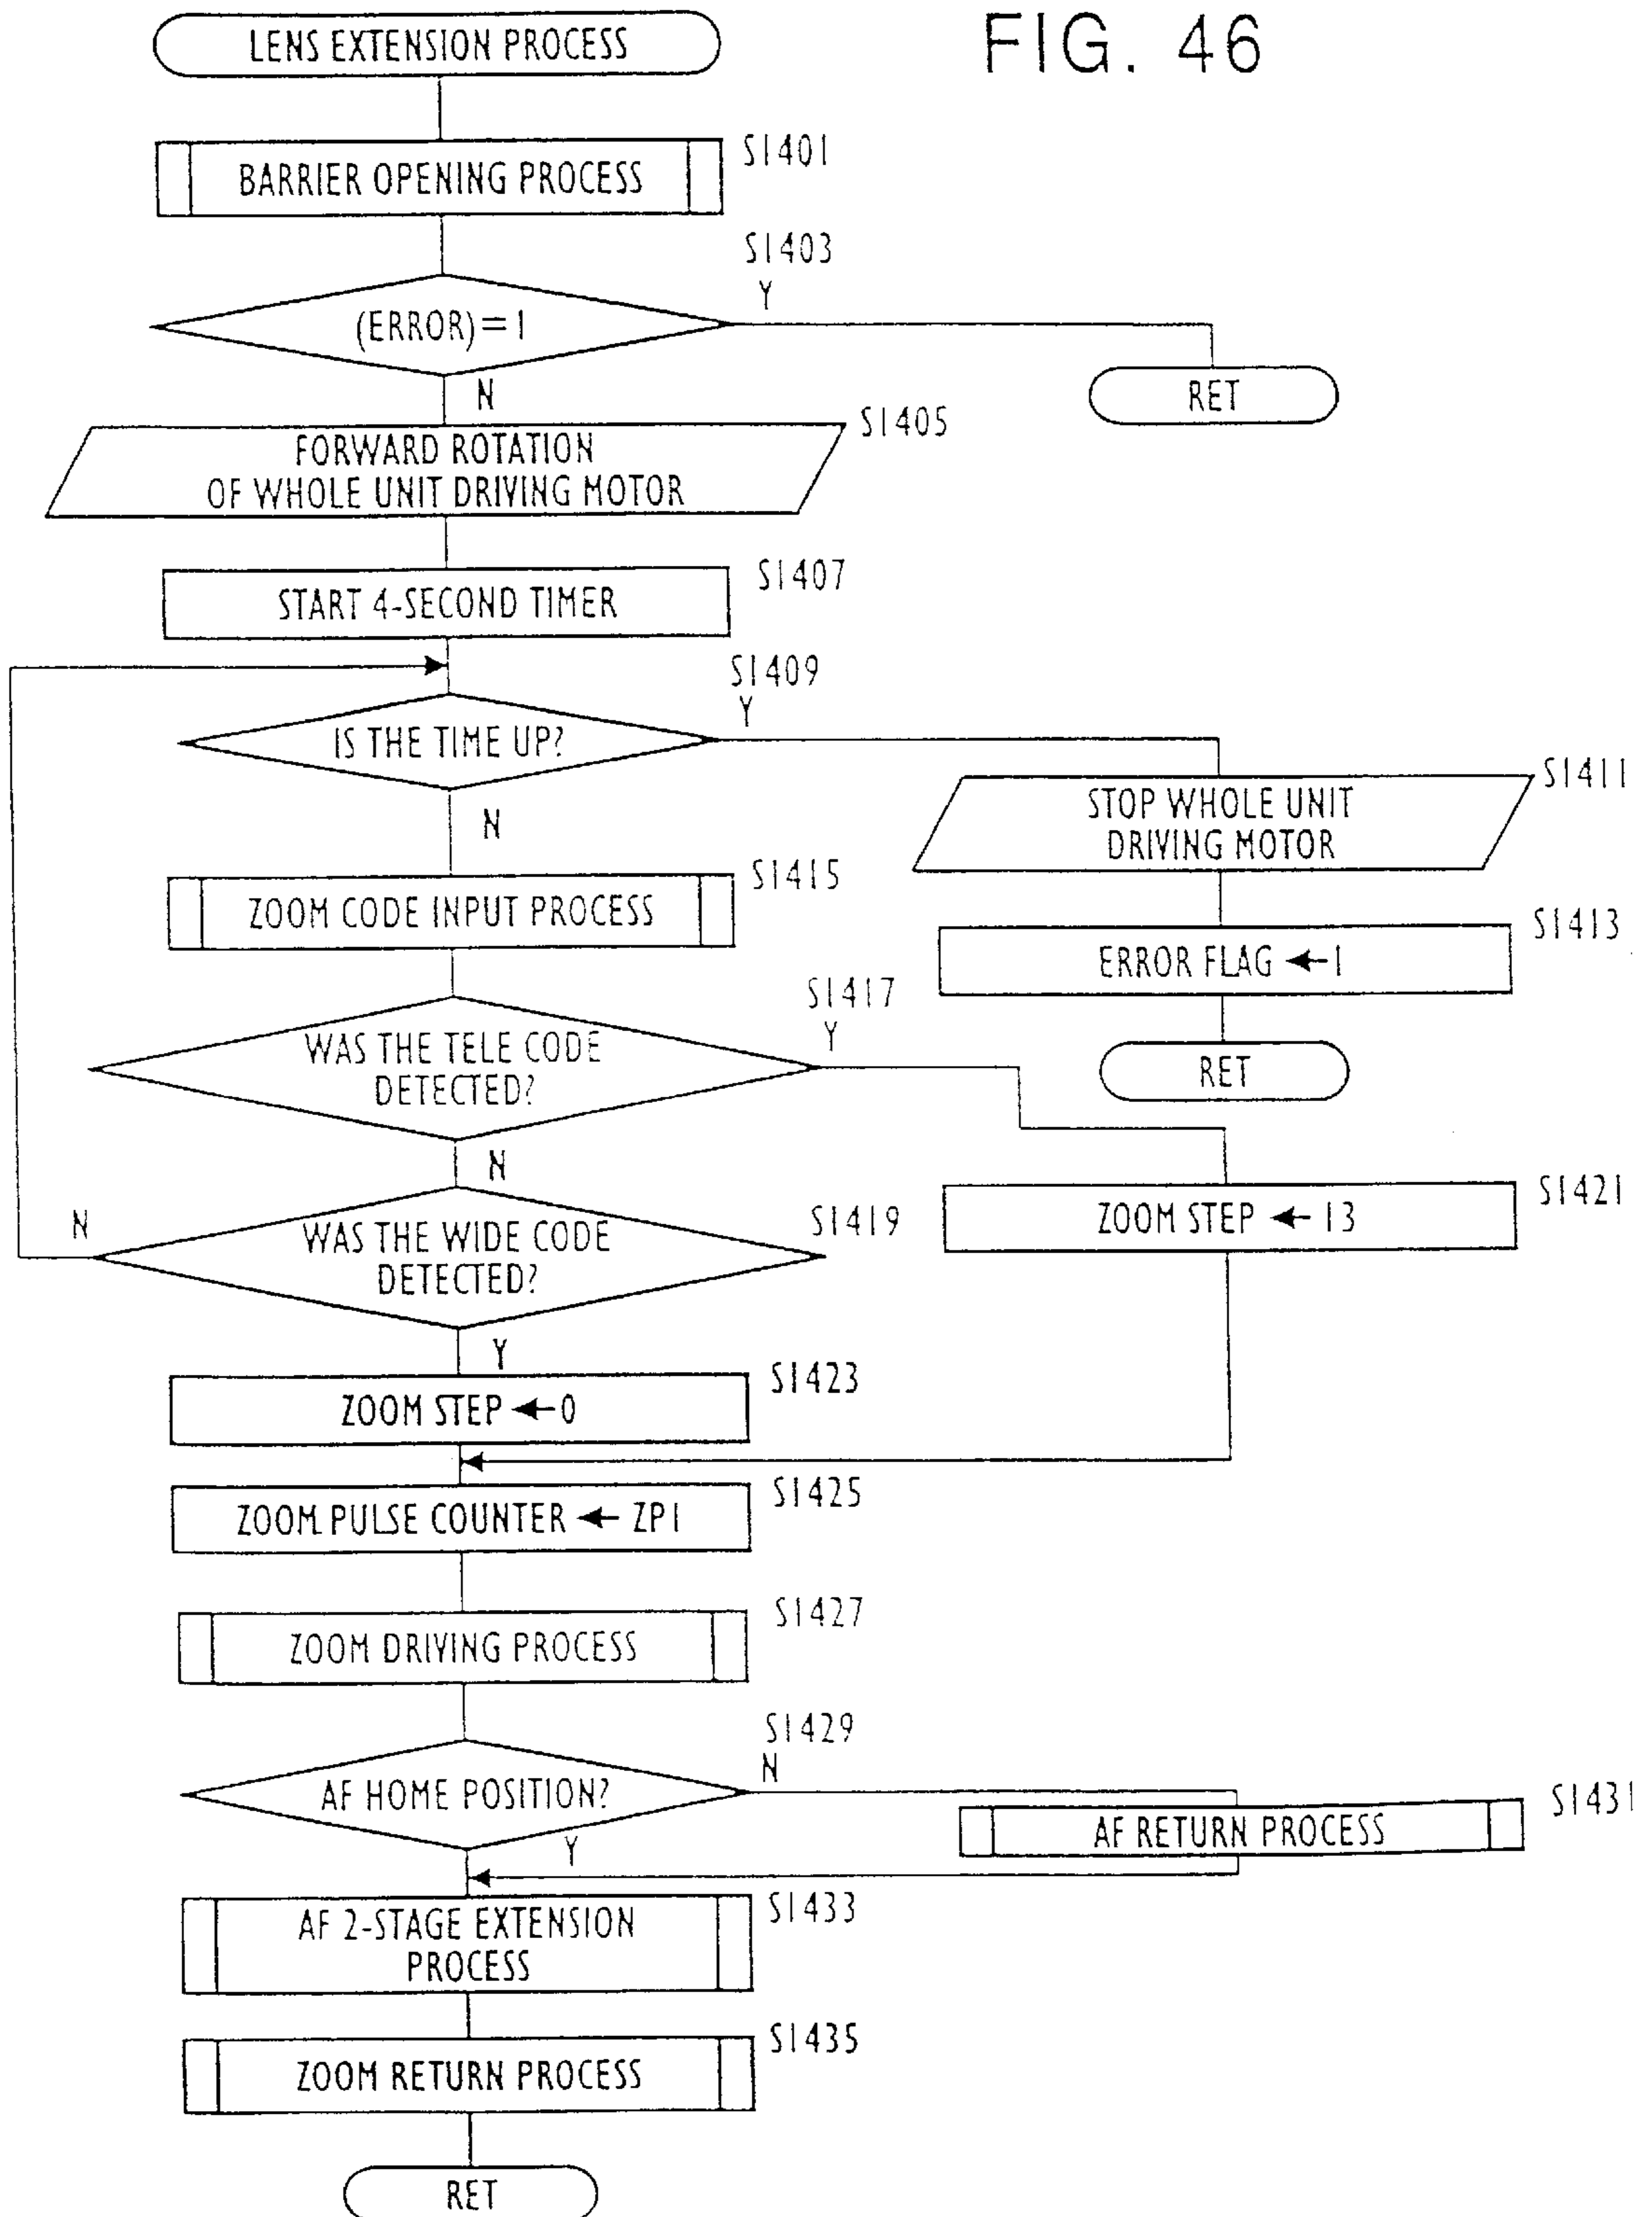 FIG. 46
LENS EXTENSION PROCESS
S1401
BARRIER OPENING PROCESS
S1403
Y
(ERROR)=1
RET
N
S1405
FORWARD ROTATION
OF WHOLE UNIT DRIVING MOTOR
S1407
START 4-SECOND TIMER
S1409
Y
IS THE TIME UP?
S1411
STOP WHOLE UNIT
DRIVING MOTOR
N
S1415
ZOOM CODE INPUT PROCESS
S1413
ERROR FLAG ←1
S1417
Y
WAS THE TELE CODE
DETECTED?
RET
N
S1421
ZOOM STEP ← 13
N
S1419
WAS THE WIDE CODE
DETECTED?
Y
S1423
ZOOM STEP ←0
S1425
ZOOM PULSE COUNTER ← ZP1
S1427
ZOOM DRIVING PROCESS
S1429
N
AF HOME POSITION?
S1431
AF RETURN PROCESS
Y
S1433
AF 2-STAGE EXTENSION
PROCESS
S1435
ZOOM RETURN PROCESS
RET